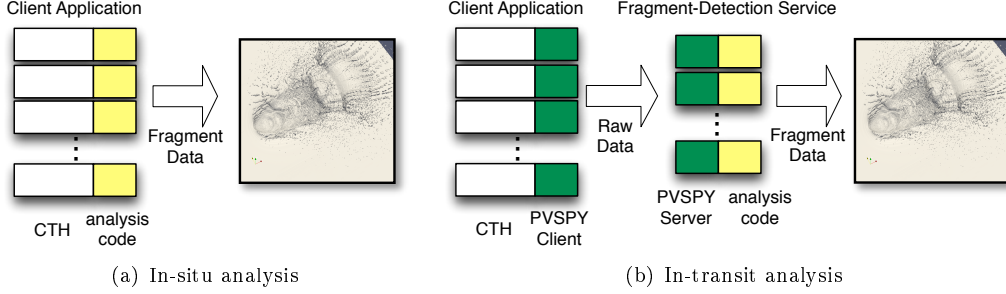 Client Application
Fragment
Data
CTH
analysis
code
(a) In-situ analysis
Client Application
Fragment-Detection Service
Raw
Data
Fragment
Data
CTH
PVSPY
Client
PVSPY
Server
analysis
code
(b) In-transit analysis